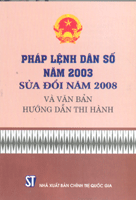 PHÁP LỆNH DÂN SỐ
NĂM 2003
SỬA ĐỔI NĂM 2008
VÀ VĂN BẢN
HƯỚNG DẪN THI HÀNH
ST
NHÀ XUẤT BẢN CHÍNH TRỊ QUỐC GIA